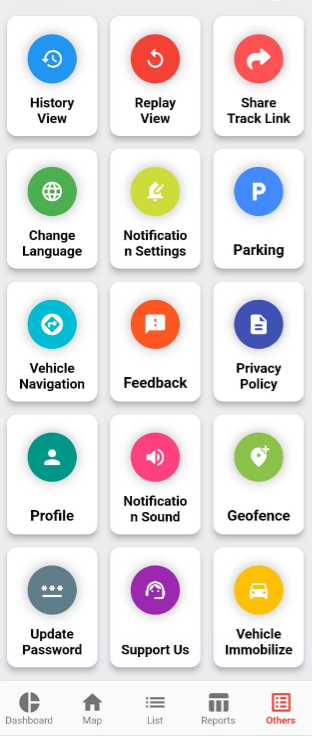 History
View
Replay
View
Share
Track Link
Change
Language
Notificatio
n Settings
Parking
Vehicle
Navigation
Feedback
Privacy
Policy
Profile
Notificatio
n Sound
Geofence
Update
Password
Support Us
Vehicle
Immobilize
Dashboard
Map
List
Reports
Others